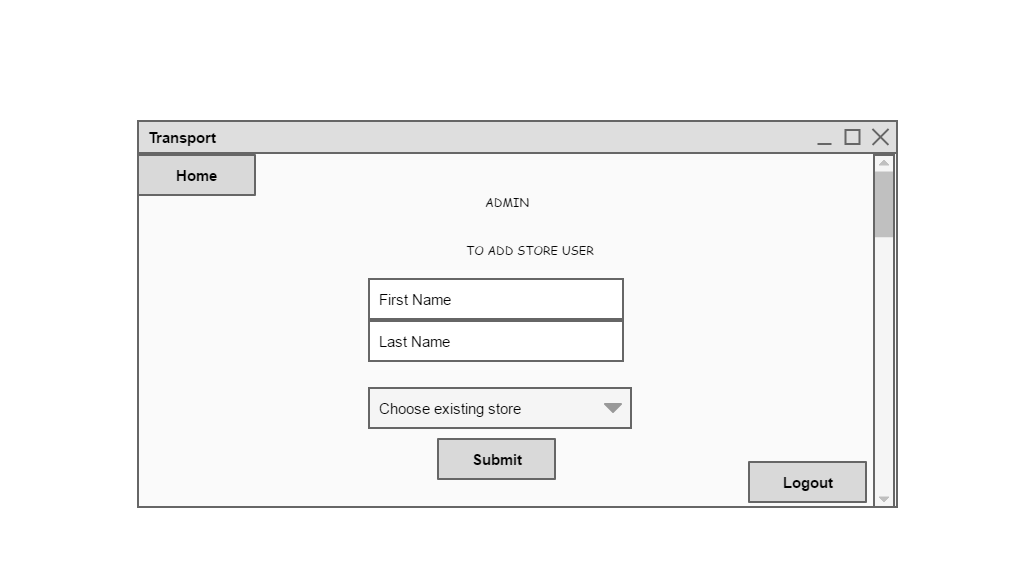 Transport
Home
ADMIN
TO ADD STORE USER
First Name
Last Name
Choose existing store
Submit
Logout